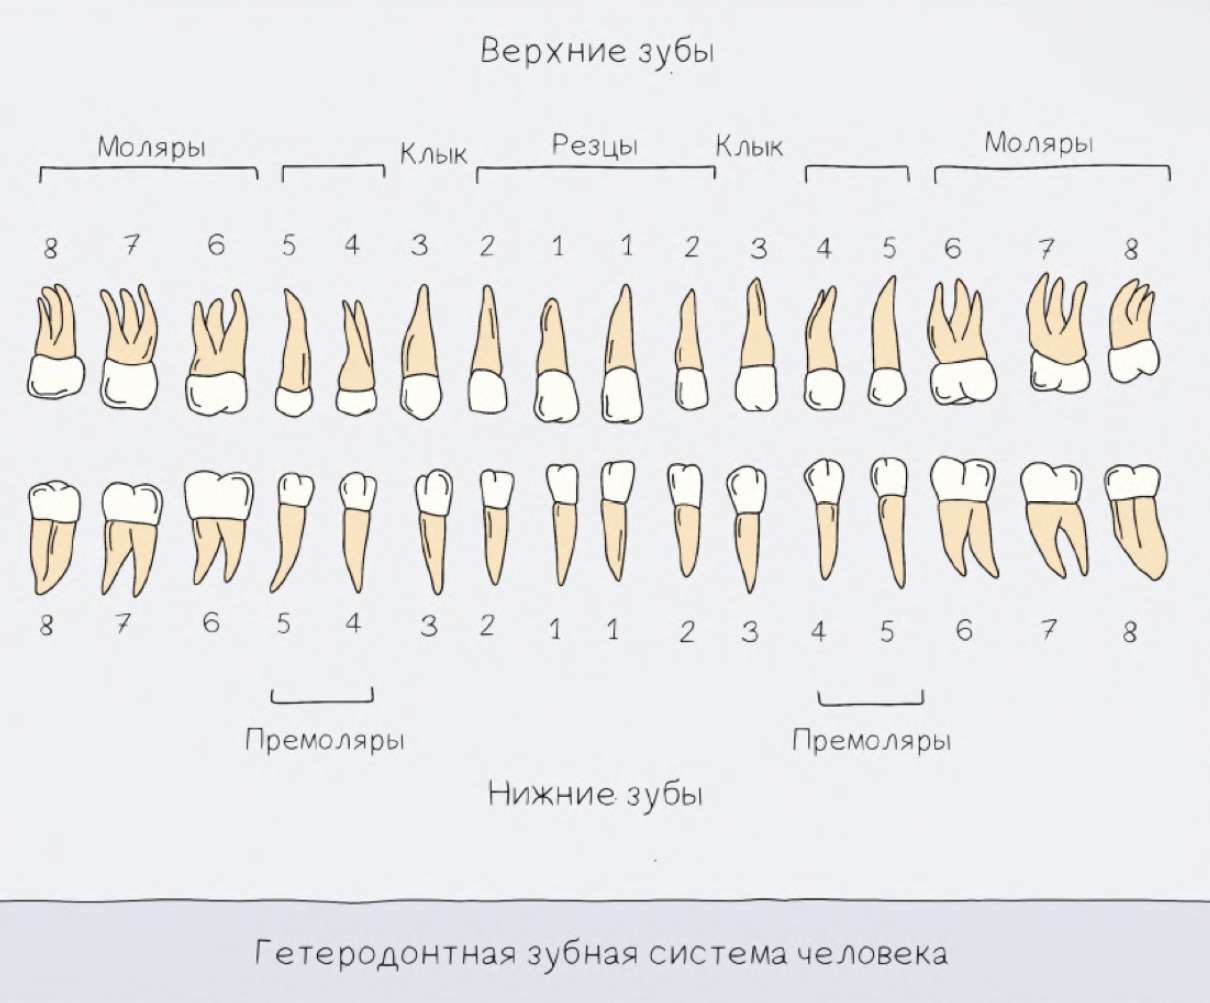 Верхние зубы
Моляры Клык Резцы Клык Моляры
8 7 6 5 4 3 2 1 1 2 3 4 5 6 7 8
8 7 6 5 4 3 2 1 1 2 3 4 5 6 7 8
Премоляры Премоляры
Нижние зубы
Гетеродонтная зубная система человека